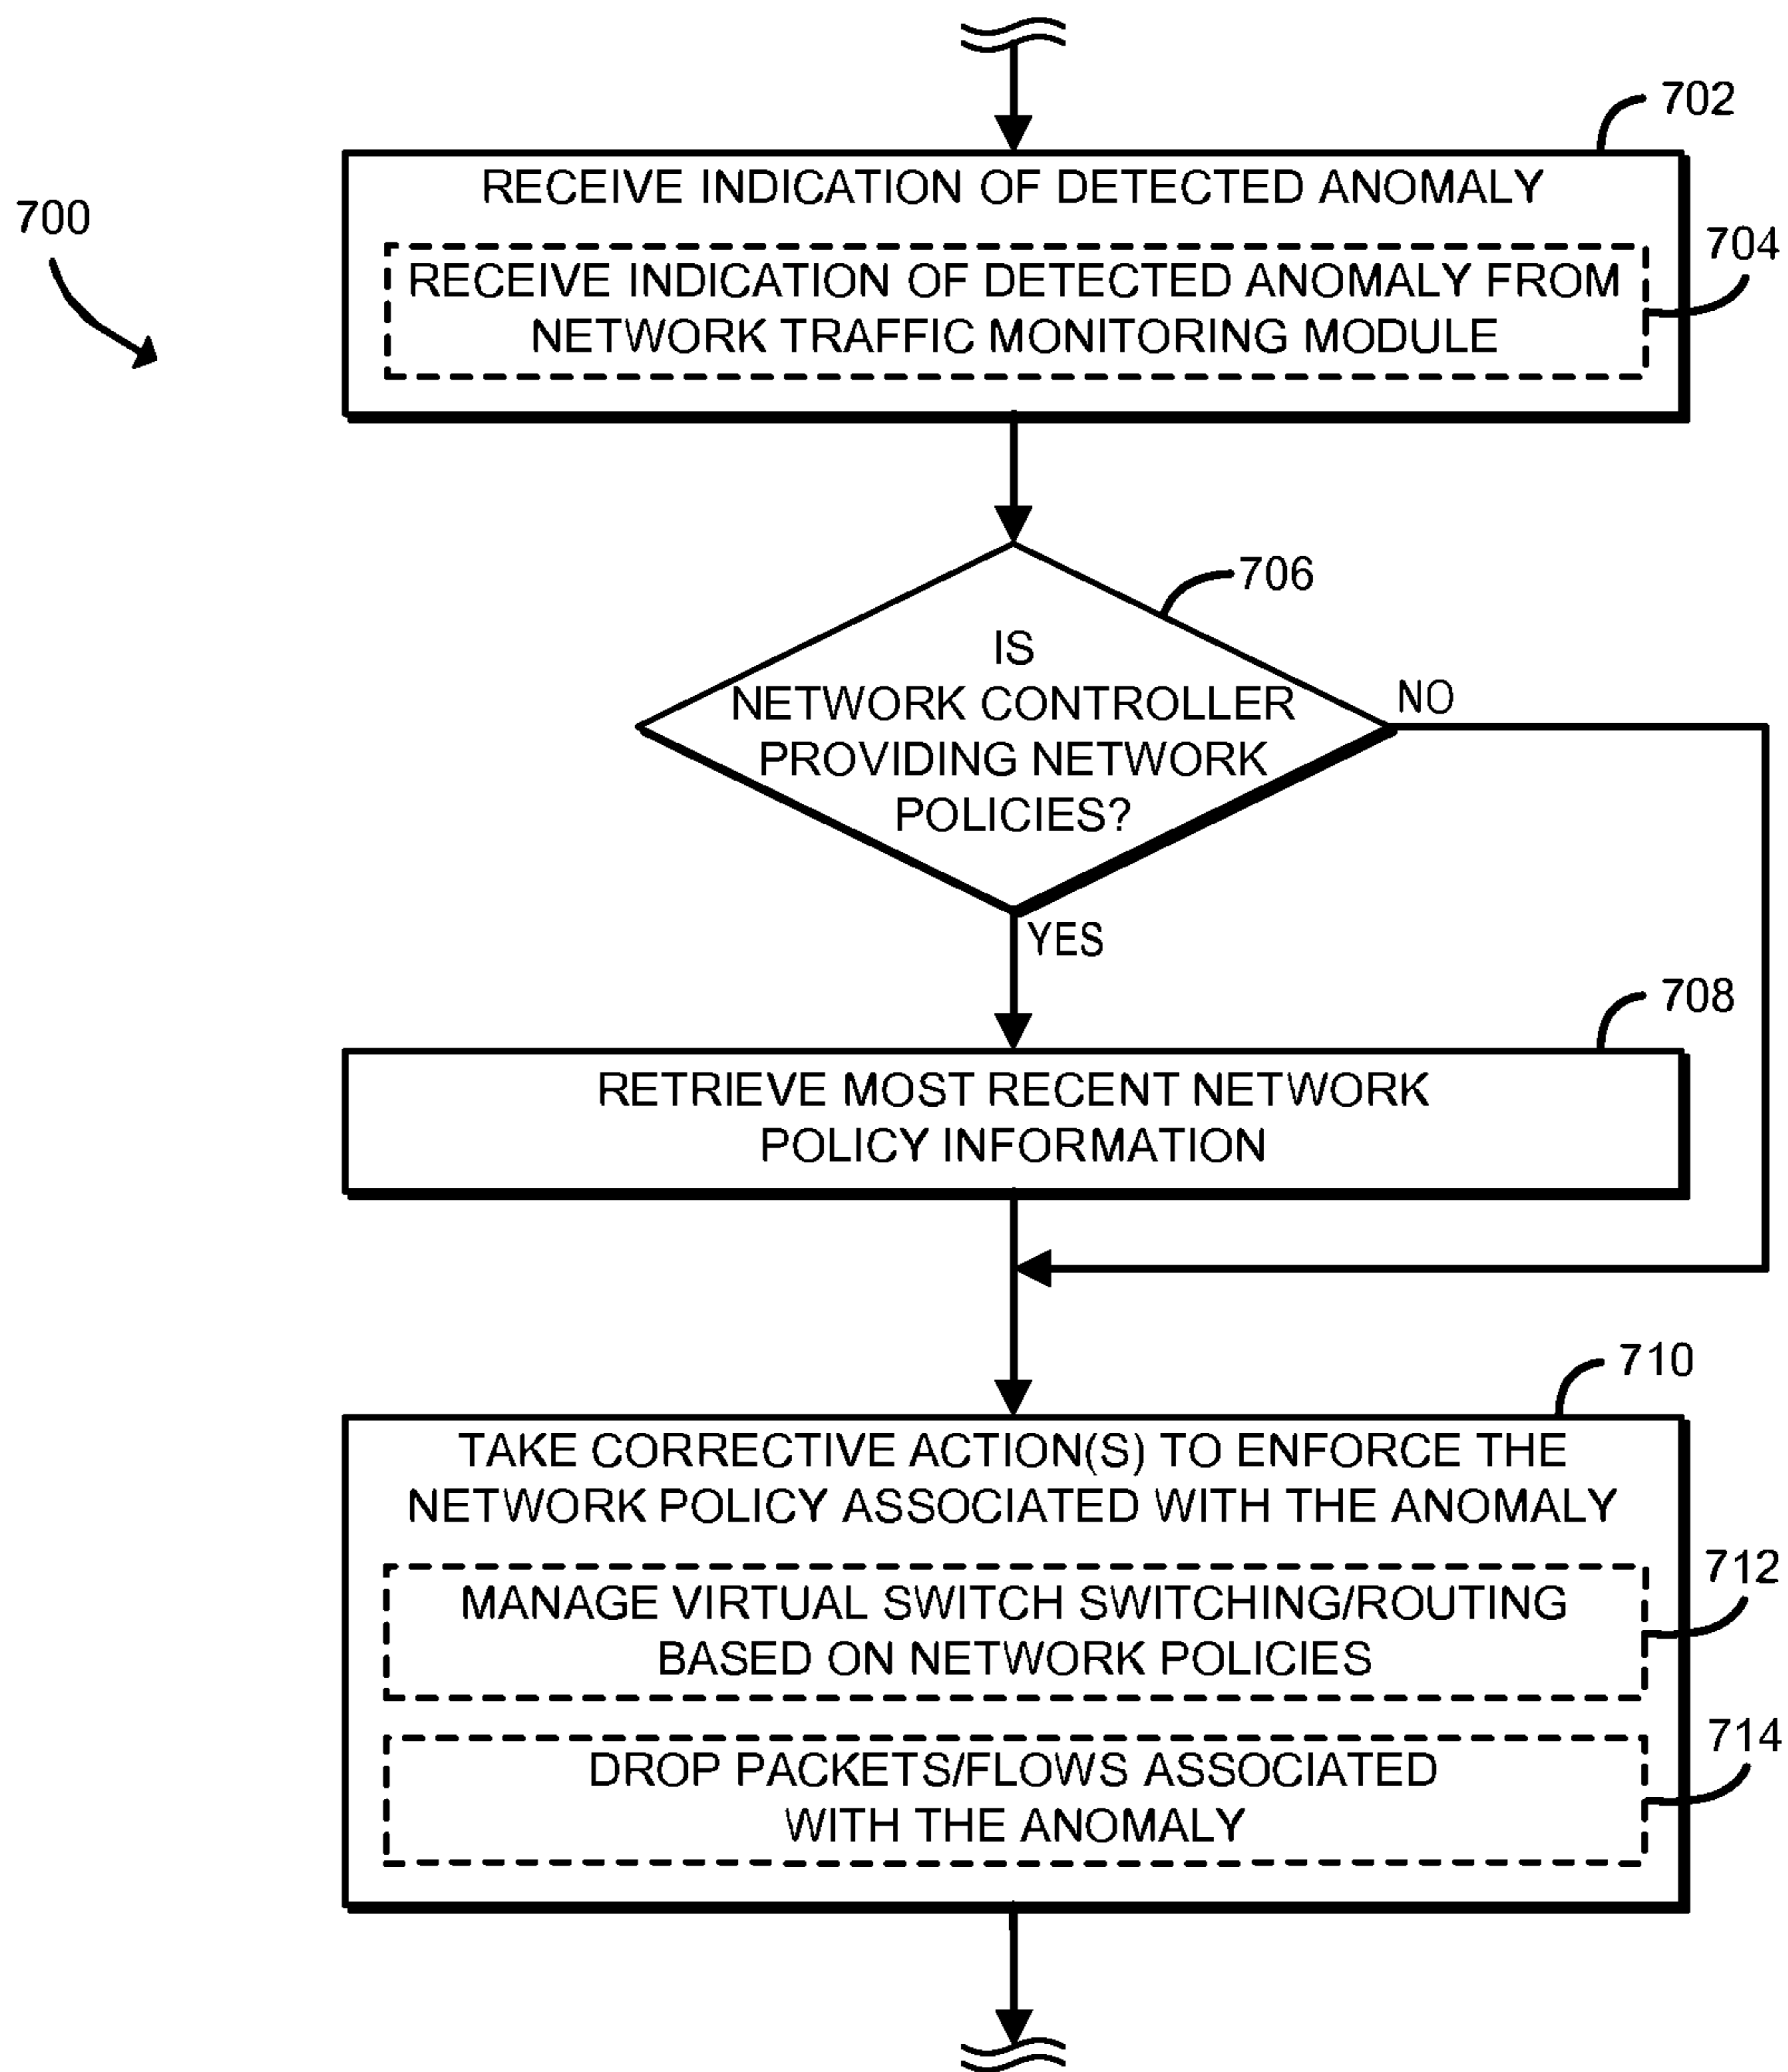 702
RECEIVE INDICATION OF DETECTED ANOMALY
700
704
RECEIVE INDICATION OF DETECTED ANOMALY FROM
NETWORK TRAFFIC MONITORING MODULE
706
IS
NETWORK CONTROLLER
PROVIDING NETWORK
POLICIES?
NO
YES
708
RETRIEVE MOST RECENT NETWORK
POLICY INFORMATION
710
TAKE CORRECTIVE ACTION(S) TO ENFORCE THE
NETWORK POLICY ASSOCIATED WITH THE ANOMALY
712
MANAGE VIRTUAL SWITCH SWITCHING/ROUTING
BASED ON NETWORK POLICIES
714
DROP PACKETS/FLOWS ASSOCIATED
WITH THE ANOMALY